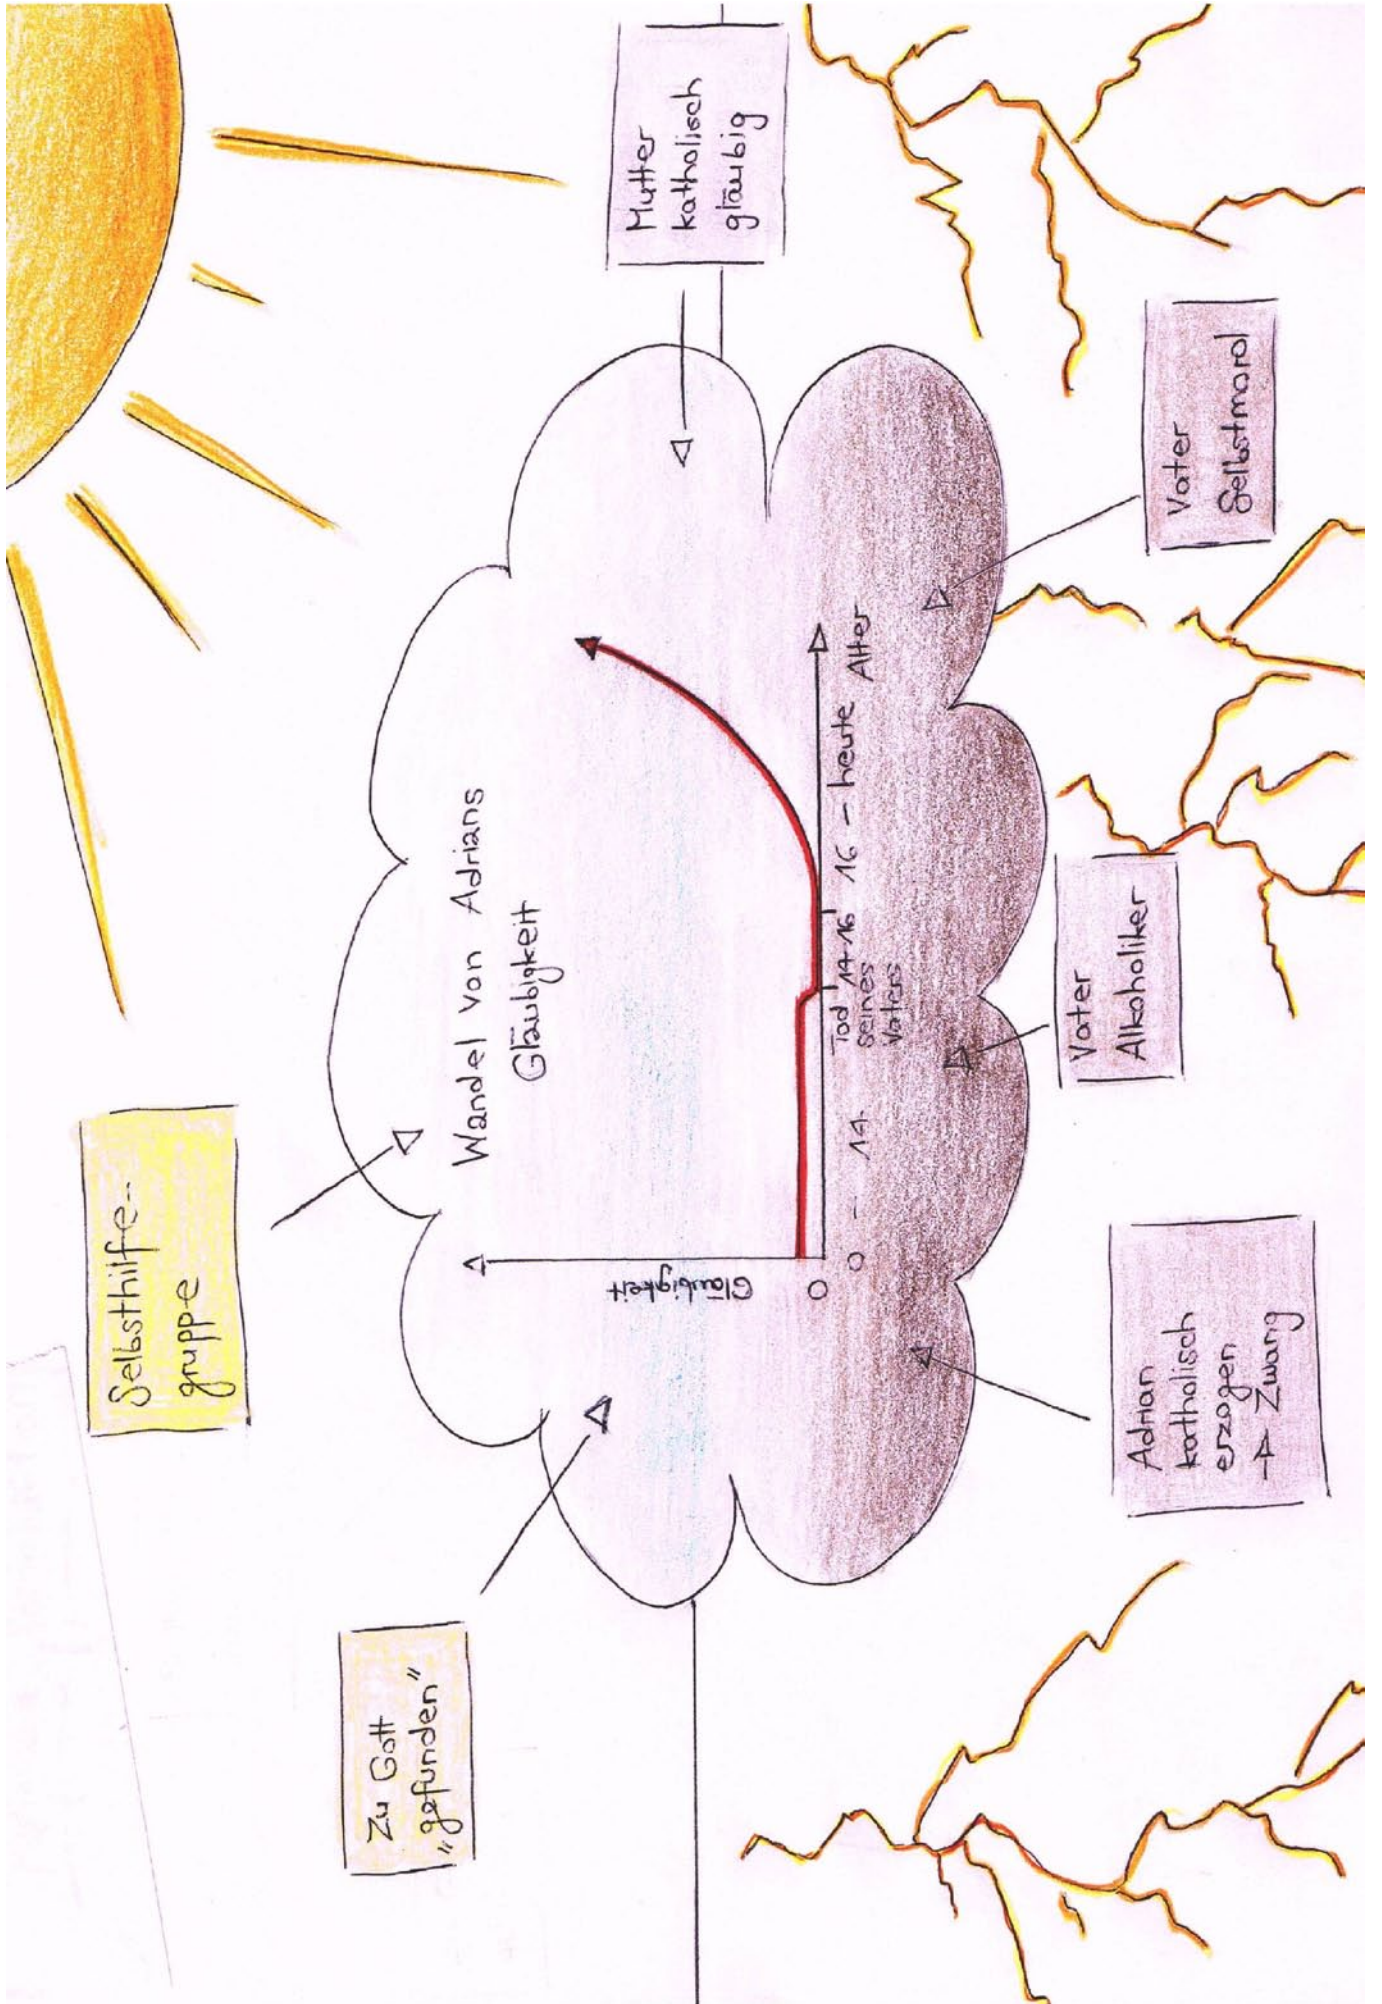 Selbsthilfe-
gruppe
Zu Gott
„gefunden“
Wandel von Adrians
Gläubigkeit
Mutter
katholisch
gläubig
Gläubigkeit
0
0 - 14
Tod
seines
Vaters
14-16
16 - heute
Alter
Adrian
katholisch
erzogen
→ Zwang
Vater
Alkoholiker
Vater
Selbstmord